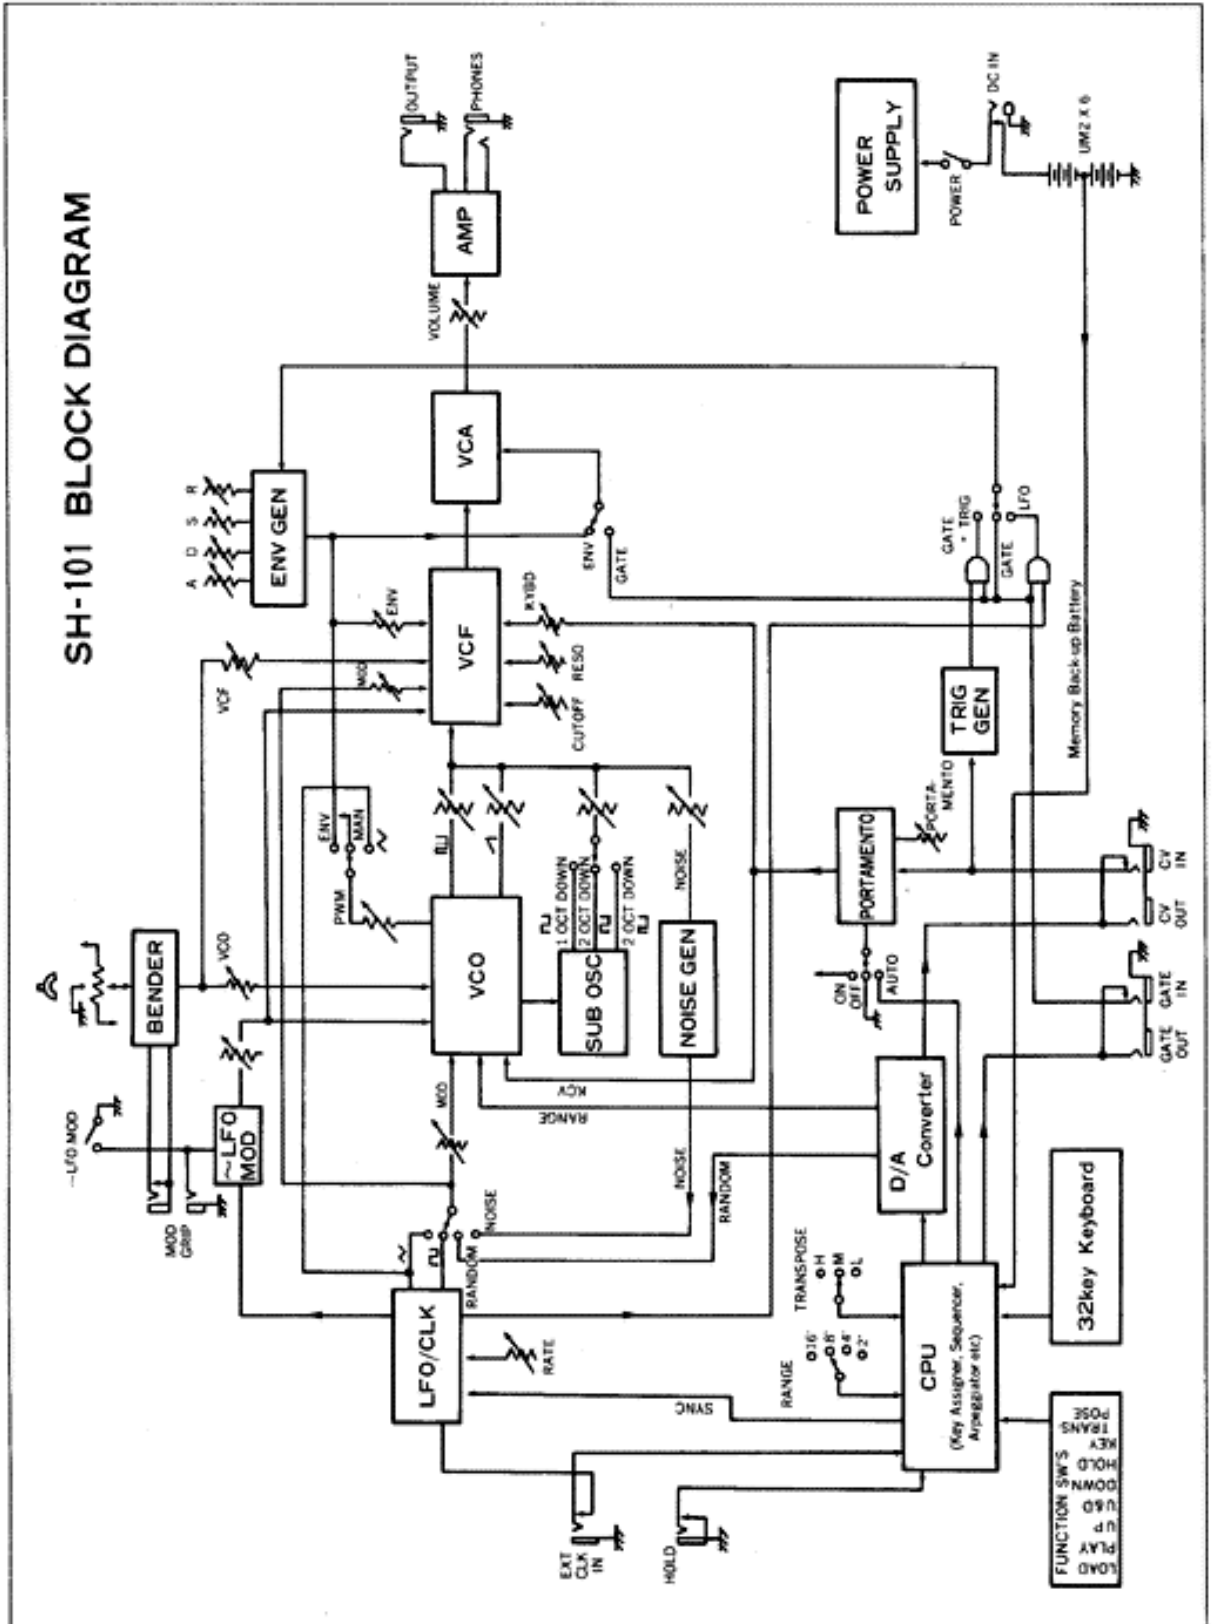 SH-101 BLOCK DIAGRAM
MOD
GRIP
~LFO MOD
~LFO
MOD
BENDER
VCO
VCF
A
D
S
R
ENV GEN
EXT
CLK
IN
HOLD
LFO/CLK
RATE
SYNC
RANDOM
NOISE
MOD
RANGE
KCV
VCO
PWM
ENV
MAN
SUB OSC
1 OCT DOWN
2 OCT DOWN
2 OCT DOWN
NOISE GEN
NOISE
NOISE
RANDOM
MOD
ENV
VCF
CUTOFF
RESO
KYBD
ENV
GATE
VCA
VOLUME
AMP
OUTPUT
PHONES
FUNCTION SW'S
LOAD
PLAY
UP
U&D
DOWN
HOLD
KEY
TRANS-
POSE
RANGE
16'
8'
4'
2'
TRANSPOSE
H
M
L
CPU
(Key Assigner, Sequencer,
Arpeggiator etc)
32key Keyboard
D/A
Converter
ON
OFF
AUTO
PORTAMENTO
PORTA-
MENTO
TRIG
GEN
GATE
+ TRIG
GATE
LFO
GATE
OUT
GATE
IN
CV
OUT
CV
IN
Memory Back-up Battery
POWER
SUPPLY
POWER
DC IN
UM2 X 6